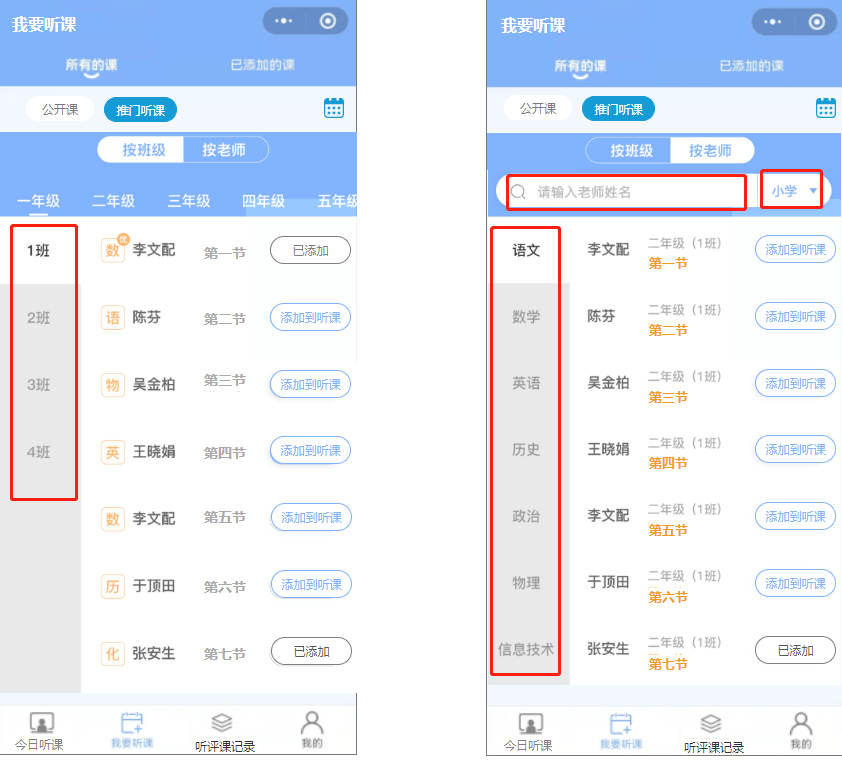 我要听课
所有的课 已添加的课
公开课 推门听课
按班级 按老师
一年级 二年级 三年级 四年级 五年级
1班 数 优 李文配 第一节 已添加
2班 语 陈芬 第二节 添加到听课
3班 物 吴金柏 第三节 添加到听课
4班 英 王晓娟 第四节 添加到听课
数 李文配 第五节 添加到听课
历 于顶田 第六节 添加到听课
化 张安生 第七节 已添加
今日听课 我要听课 听评课记录 我的
我要听课
所有的课 已添加的课
公开课 推门听课
按班级 按老师
请输入老师姓名 小学
语文 李文配 二年级（1班） 添加到听课
第一节
数学 陈芬 二年级（1班） 添加到听课
第二节
英语 吴金柏 二年级（1班） 添加到听课
第三节
历史 王晓娟 二年级（1班） 添加到听课
第四节
政治 李文配 二年级（1班） 添加到听课
第五节
物理 于顶田 二年级（1班） 添加到听课
第六节
信息技术 张安生 二年级（1班） 已添加
第七节
今日听课 我要听课 听评课记录 我的